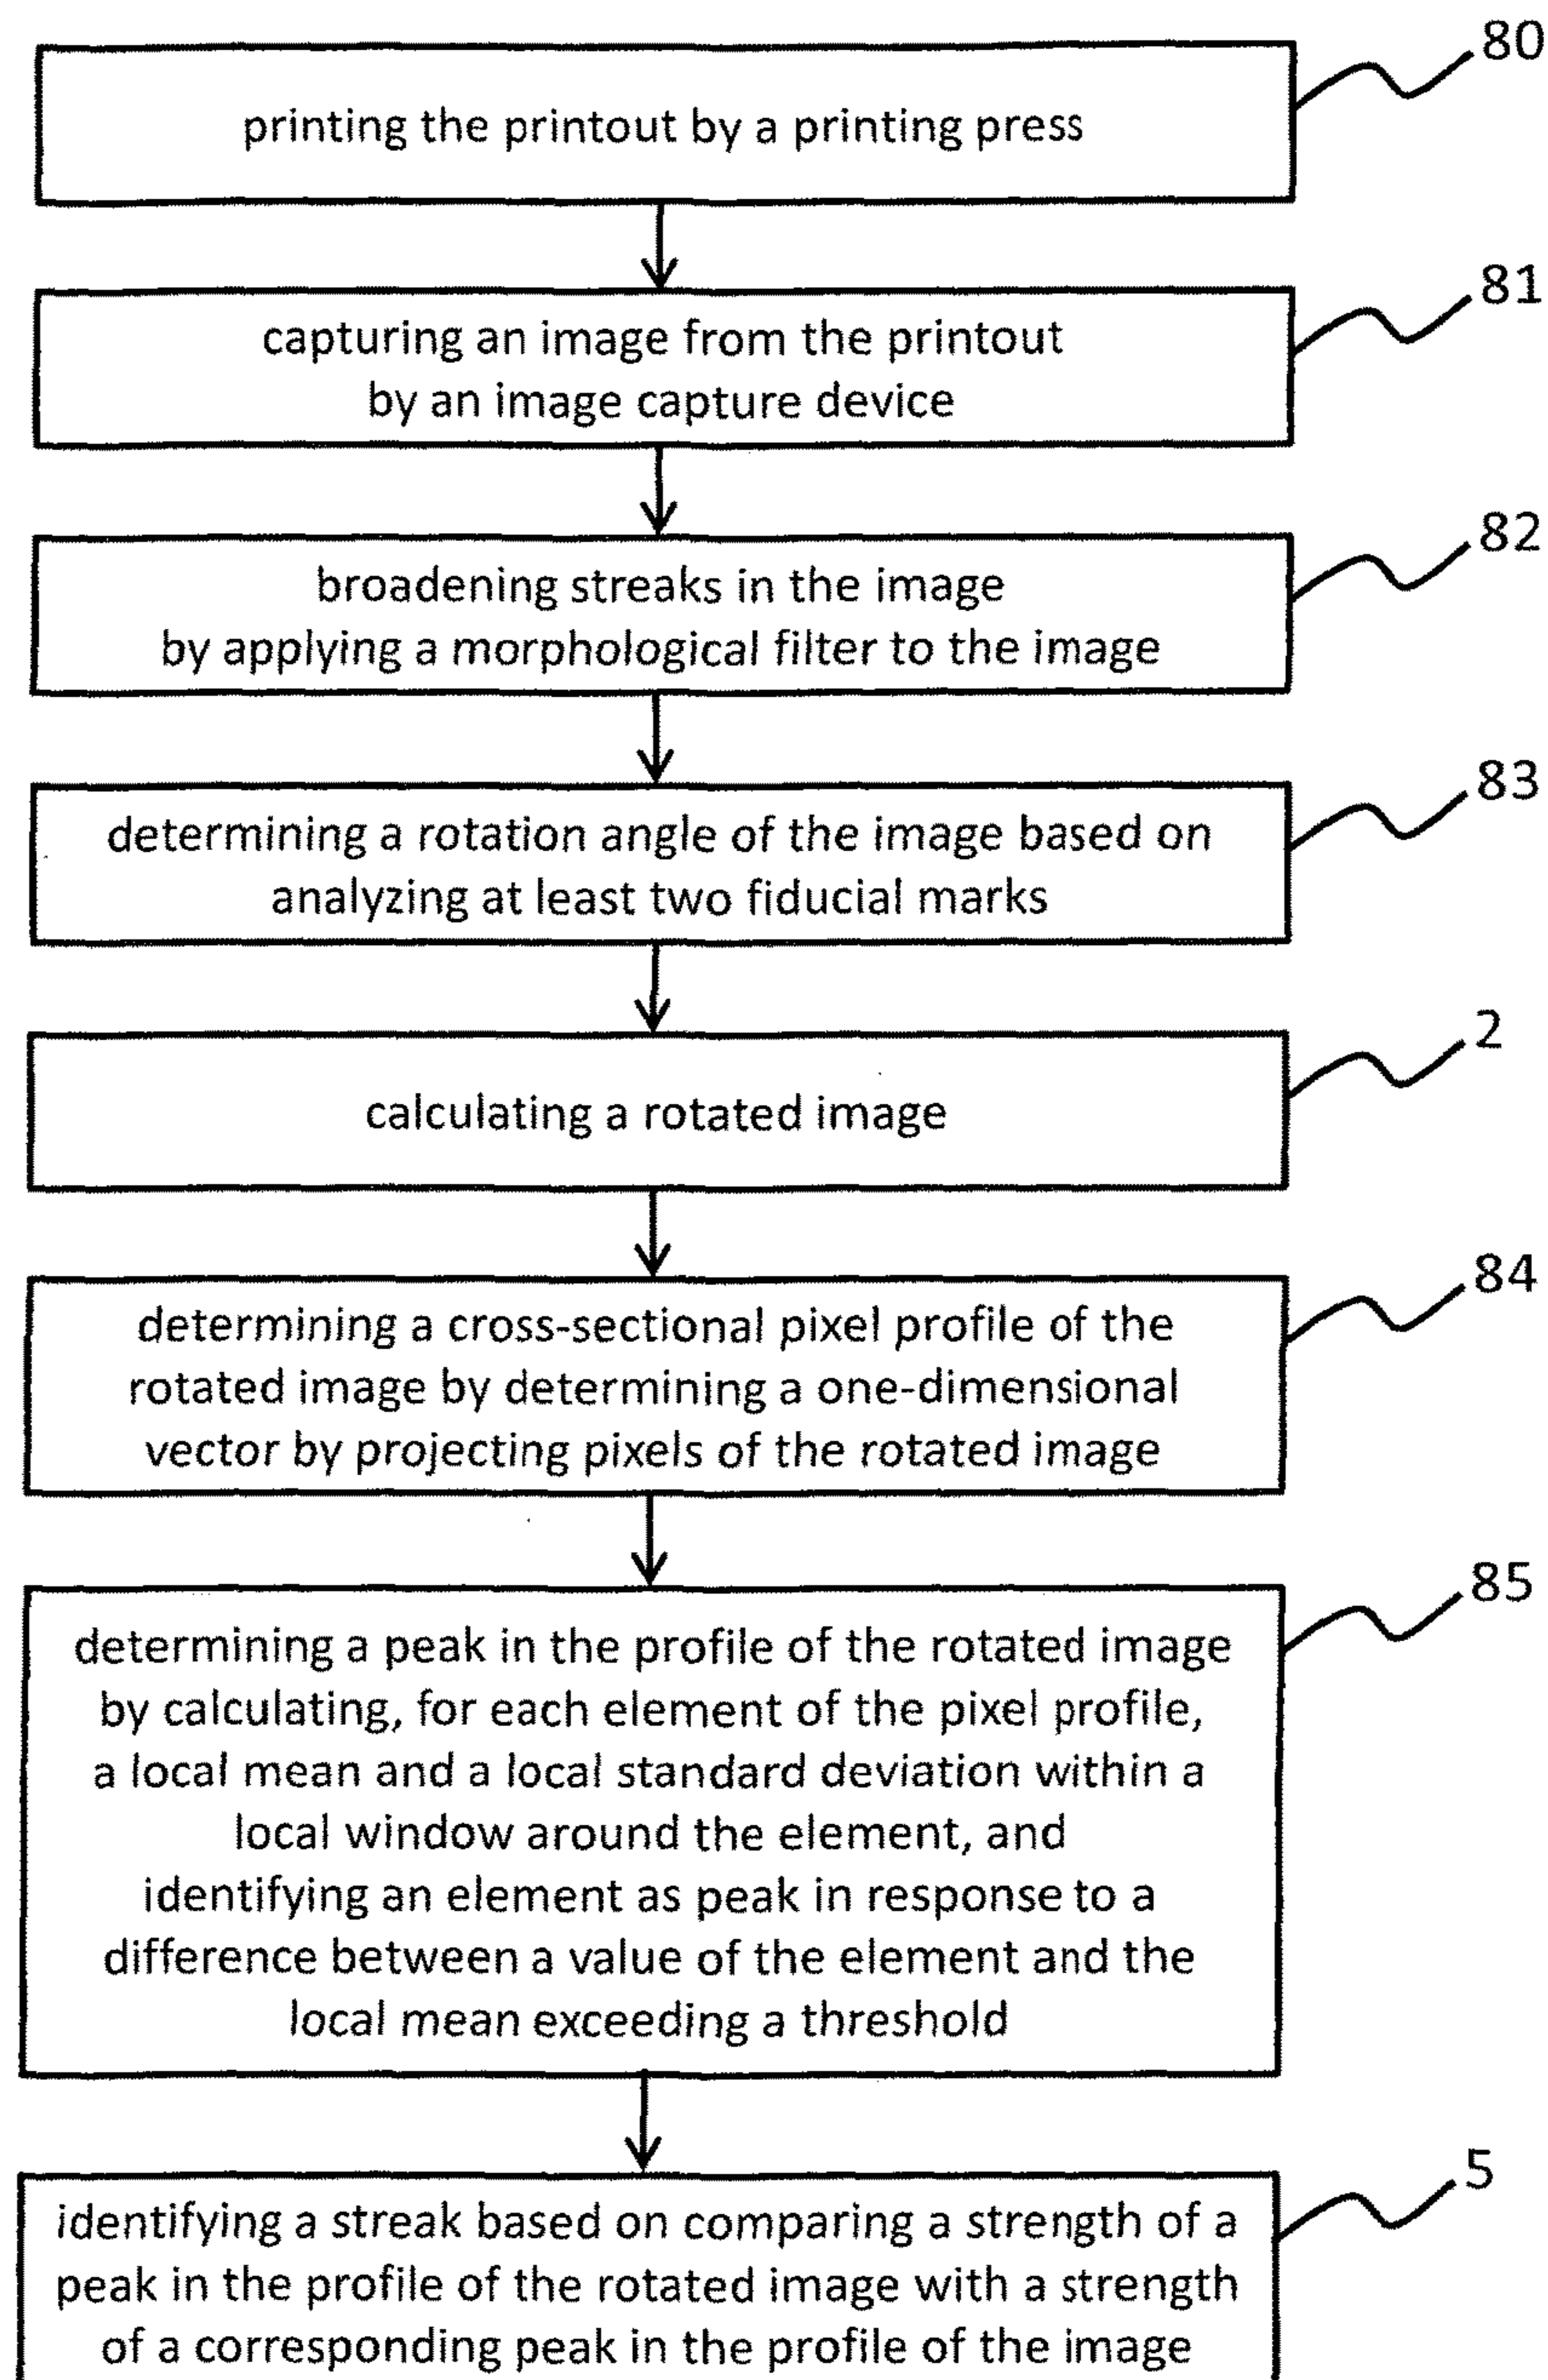 80
printing the printout by a printing press
81
capturing an image from the printout
by an image capture device
82
broadening streaks in the image
by applying a morphological filter to the image
83
determining a rotation angle of the image based on
analyzing at least two fiducial marks
2
calculating a rotated image
84
determining a cross-sectional pixel profile of the
rotated image by determining a one-dimensional
vector by projecting pixels of the rotated image
85
determining a peak in the profile of the rotated image
by calculating, for each element of the pixel profile,
a local mean and a local standard deviation within a
local window around the element, and
identifying an element as peak in response to a
difference between a value of the element and the
local mean exceeding a threshold
5
identifying a streak based on comparing a strength of a
peak in the profile of the rotated image with a strength
of a corresponding peak in the profile of the image